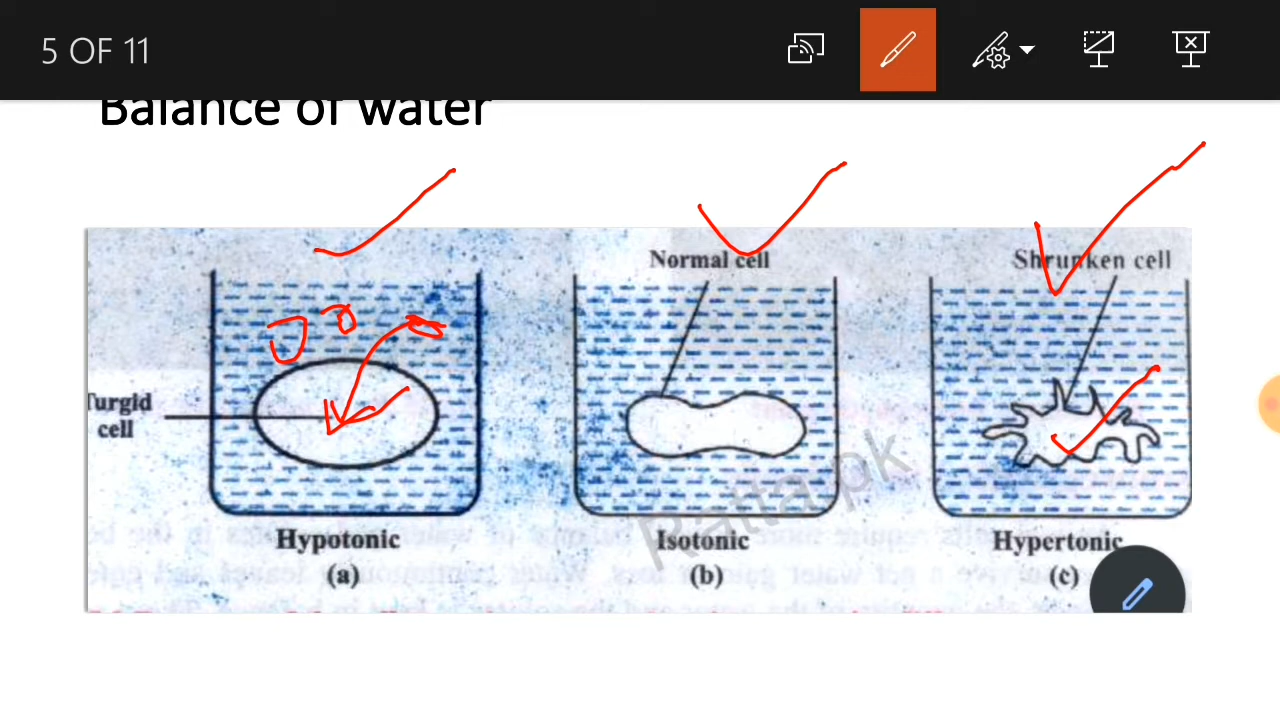 5 OF 11
Balance of water
Normal cell
Shrunken cell
Turgid
cell
Ratta.pk
Hypotonic
Isotonic
Hypertonic
(a)
(b)
(c)